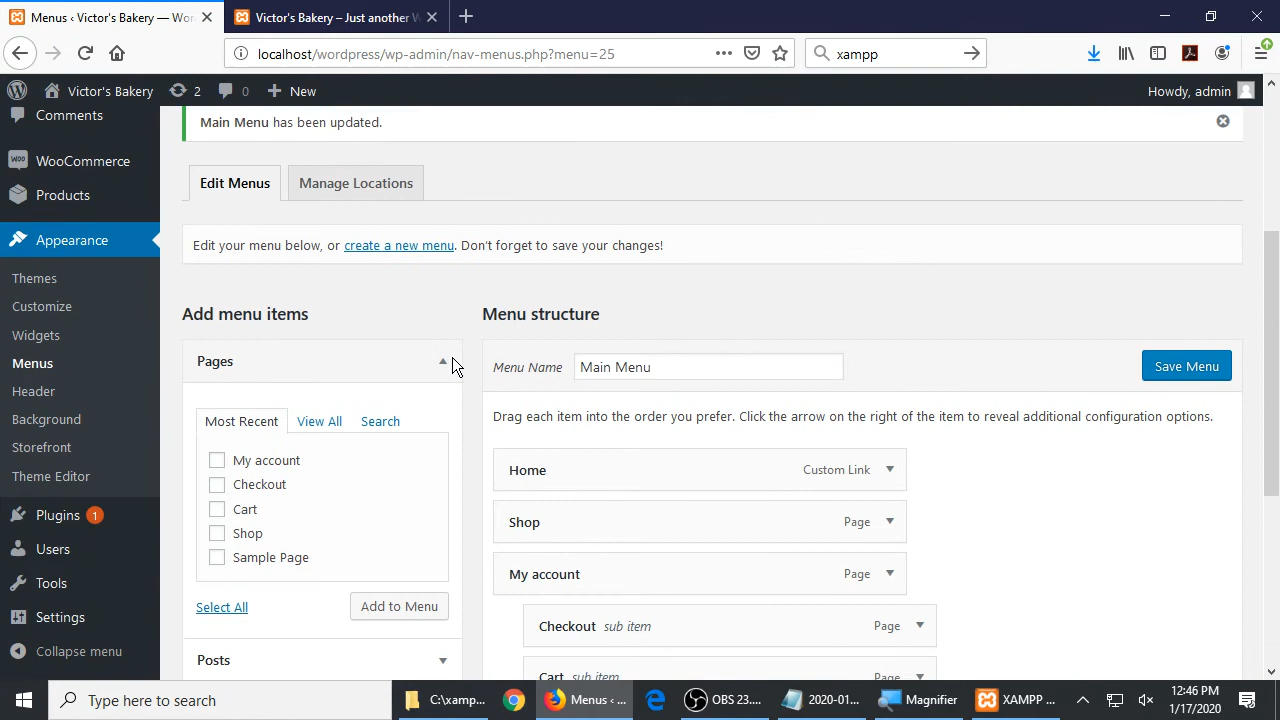 Menus ‹ Victor's Bakery — Wor
Victor's Bakery – Just another W
localhost/wordpress/wp-admin/nav-menus.php?menu=25
xampp
Victor's Bakery
2
0
New
Howdy, admin
Comments
WooCommerce
Products
Appearance
Themes
Customize
Widgets
Menus
Header
Background
Storefront
Theme Editor
Plugins 1
Users
Tools
Settings
Collapse menu
Main Menu has been updated.
Edit Menus
Manage Locations
Edit your menu below, or create a new menu. Don't forget to save your changes!
Add menu items
Pages
Most Recent
View All
Search
My account
Checkout
Cart
Shop
Sample Page
Select All
Add to Menu
Posts
Menu structure
Menu Name
Main Menu
Save Menu
Drag each item into the order you prefer. Click the arrow on the right of the item to reveal additional configuration options.
Home Custom Link
Shop Page
My account Page
Checkout sub item Page
Cart sub item Page
Type here to search
C:\xamp...
Menus ‹ ...
OBS 23....
2020-01...
Magnifier
XAMPP ...
12:46 PM
1/17/2020